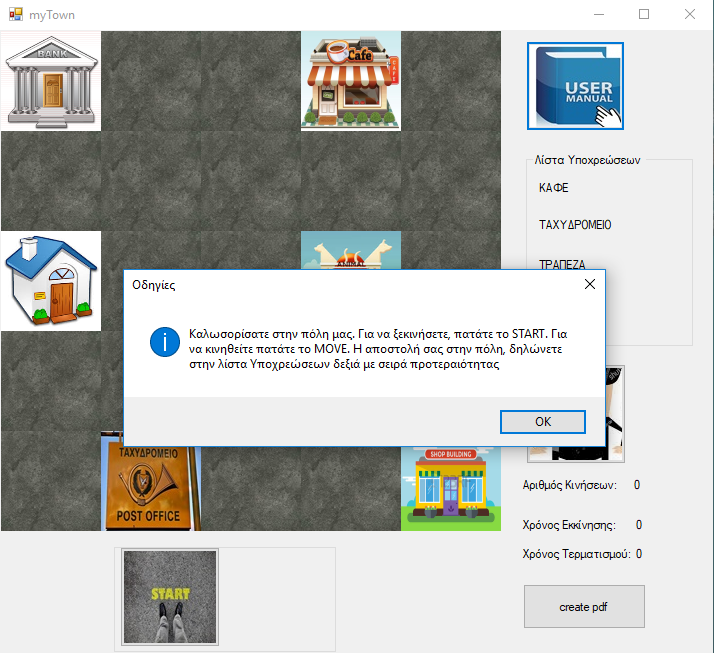 myTown
BANK
Cafe
CAFE
USER
MANUAL
Λίστα Υποχρεώσεων
ΚΑΦΕ
ΤΑΧΥΔΡΟΜΕΙΟ
ΤΡΑΠΕΖΑ
ANIMAL
Οδηγίες
Καλωσορίσατε στην πόλη μας. Για να ξεκινήσετε, πατάτε το START. Για
να κινηθείτε πατάτε το MOVE. Η αποστολή σας στην πόλη, δηλώνετε
στην λίστα Υποχρεώσεων δεξιά με σειρά προτεραιότητας
OK
ΤΑΧΥΔΡΟΜΕΙΟ
POST OFFICE
SHOP BUILDING
Αριθμός Κινήσεων: 0
Χρόνος Εκκίνησης: 0
Χρόνος Τερματισμού: 0
START
create pdf